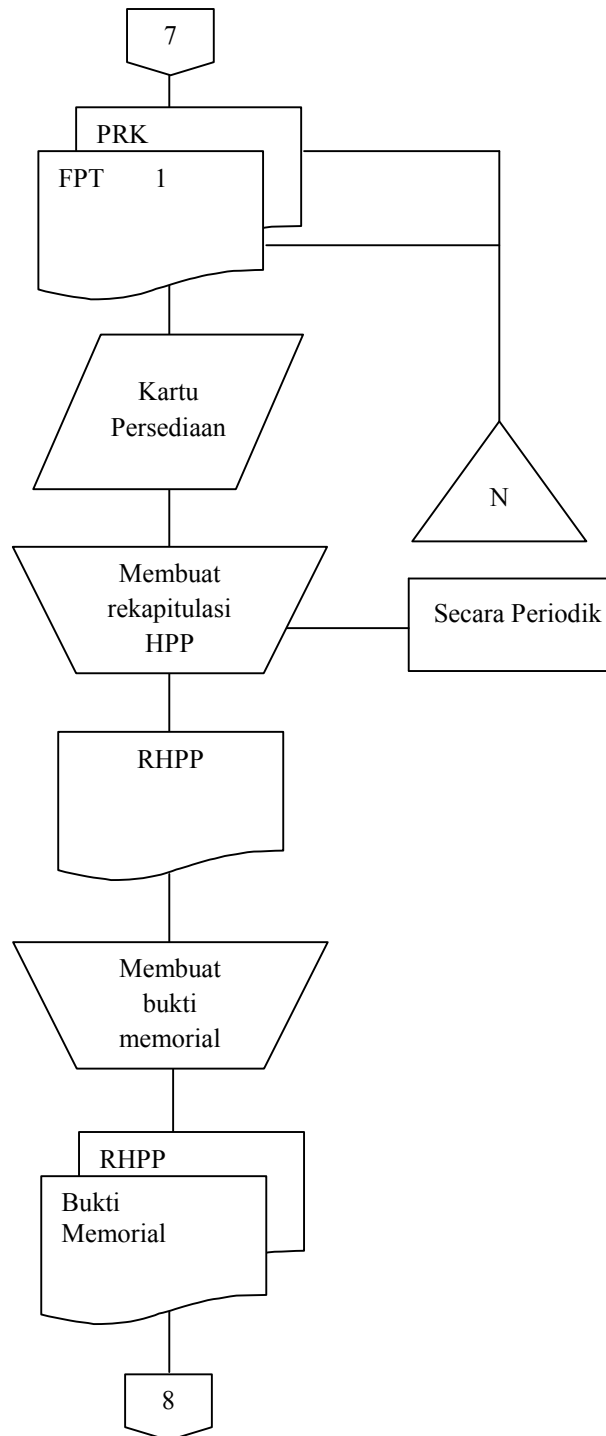 7
PRK
FPT 1
Kartu
Persediaan
N
Membuat
rekapitulasi
HPP
Secara Periodik
RHPP
Membuat
bukti
memorial
RHPP
Bukti
Memorial
8